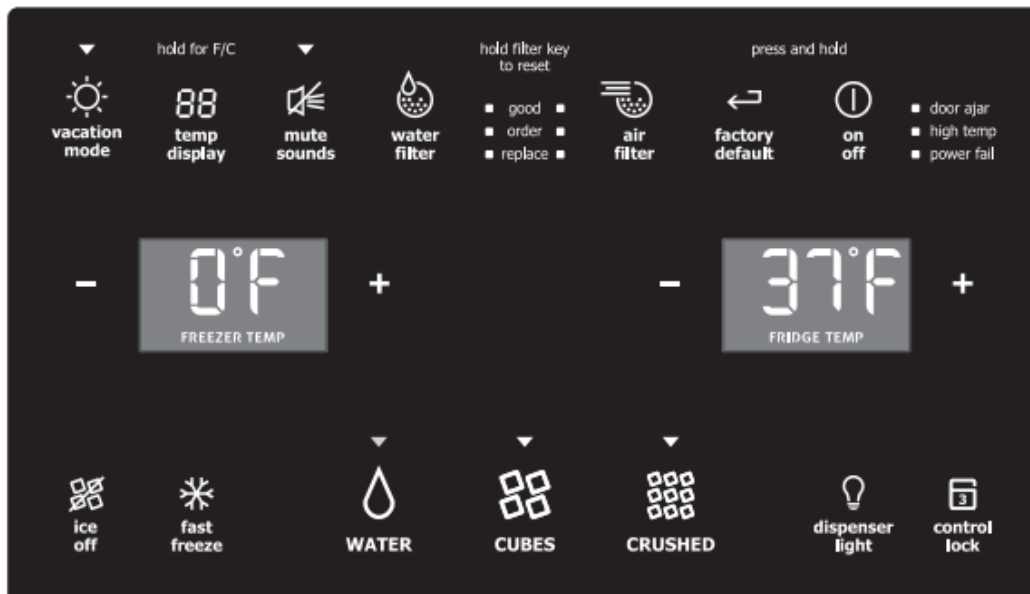 hold for F/C
hold filter key
to reset
press and hold
vacation
mode
88
temp
display
mute
sounds
water
filter
good
order
replace
air
filter
factory
default
on
off
door ajar
high temp
power fail
- 0°F +
FREEZER TEMP
- 37°F +
FRIDGE TEMP
ice
off
fast
freeze
WATER
CUBES
CRUSHED
dispenser
light
3
control
lock